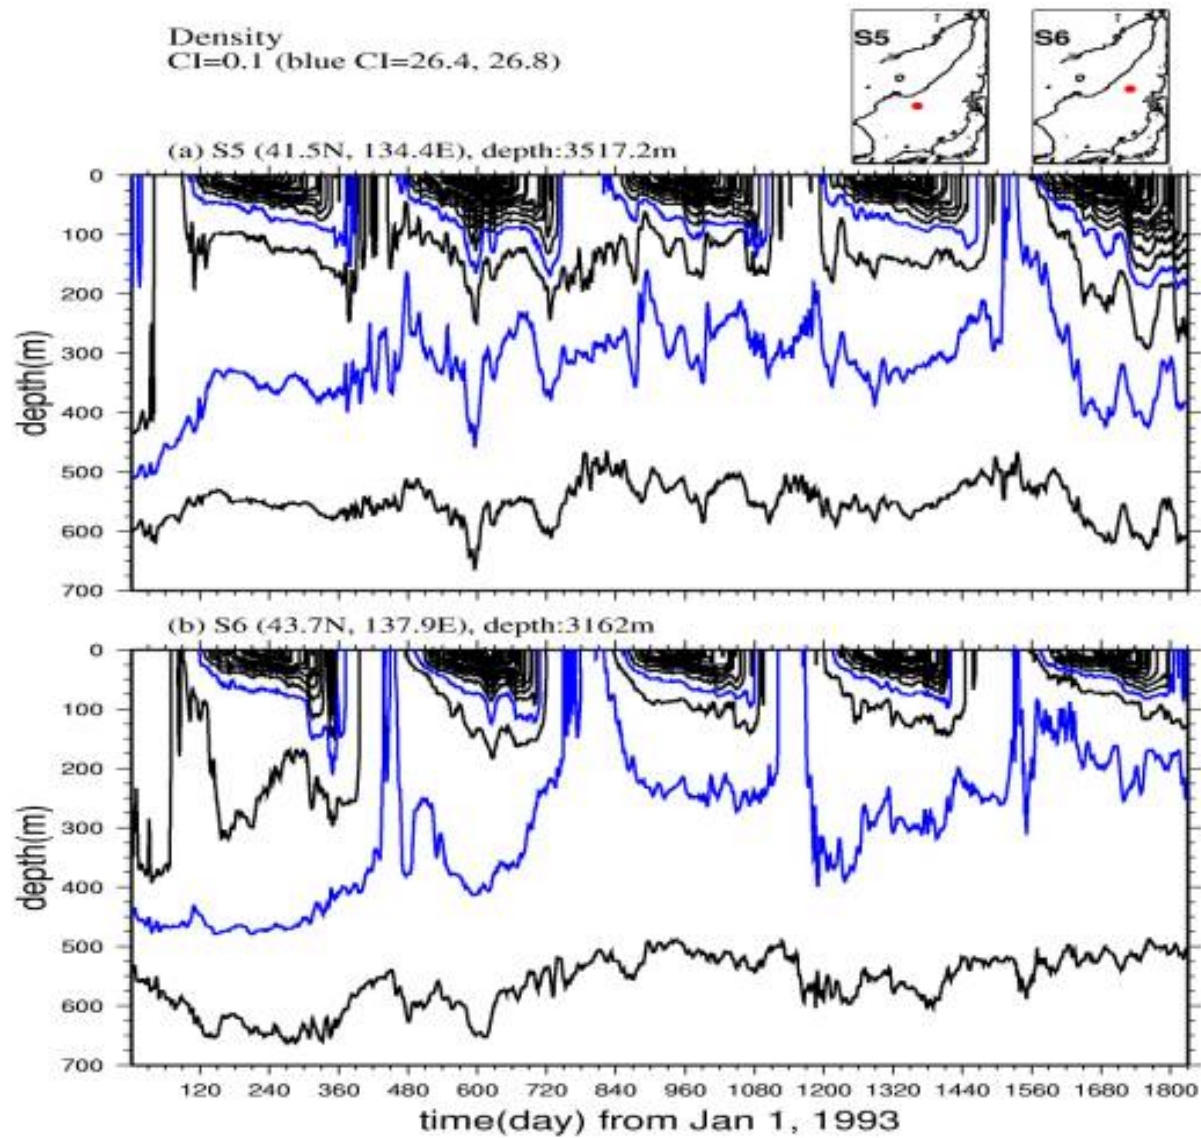 Density
CI=0.1 (blue CI=26.4, 26.8)
S5
S6
(a) S5 (41.5N, 134.4E), depth:3517.2m
0
100
200
300
400
500
600
700
depth(m)
(b) S6 (43.7N, 137.9E), depth:3162m
0
100
200
300
400
500
600
700
depth(m)
120 240 360 480 600 720 840 960 1080 1200 1320 1440 1560 1680 1800
time(day) from Jan 1, 1993